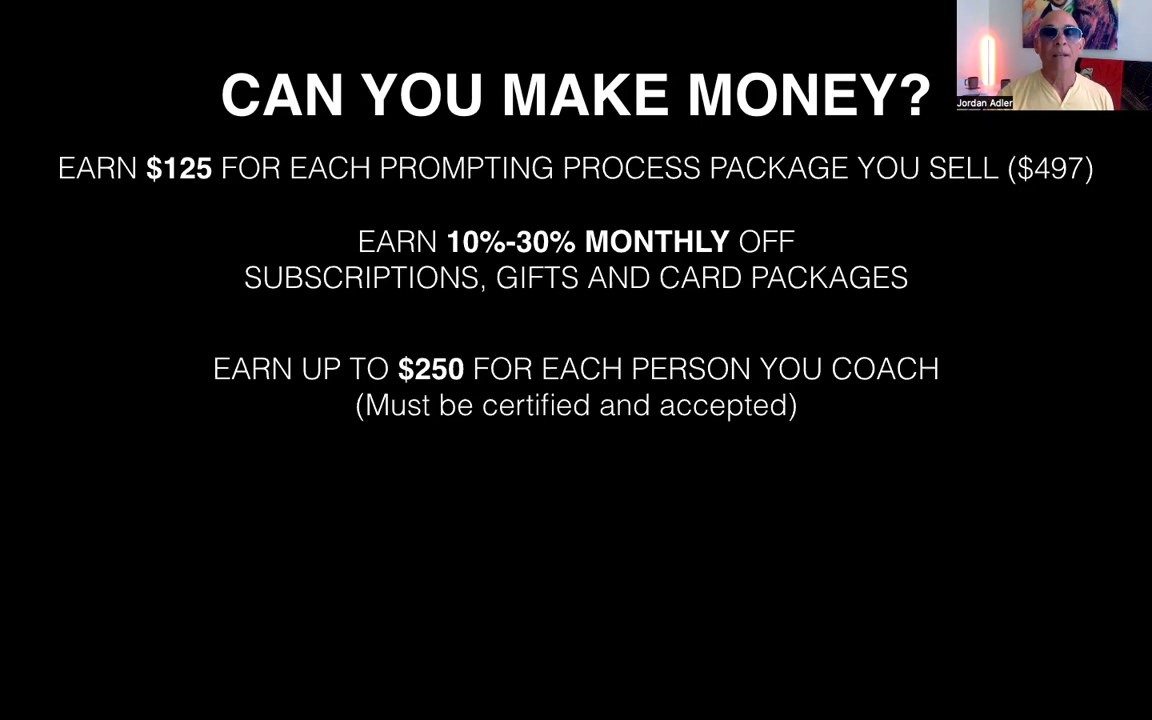 CAN YOU MAKE MONEY?
Jordan Adler
EARN $125 FOR EACH PROMPTING PROCESS PACKAGE YOU SELL ($497)
EARN 10%-30% MONTHLY OFF
SUBSCRIPTIONS, GIFTS AND CARD PACKAGES
EARN UP TO $250 FOR EACH PERSON YOU COACH
(Must be certified and accepted)